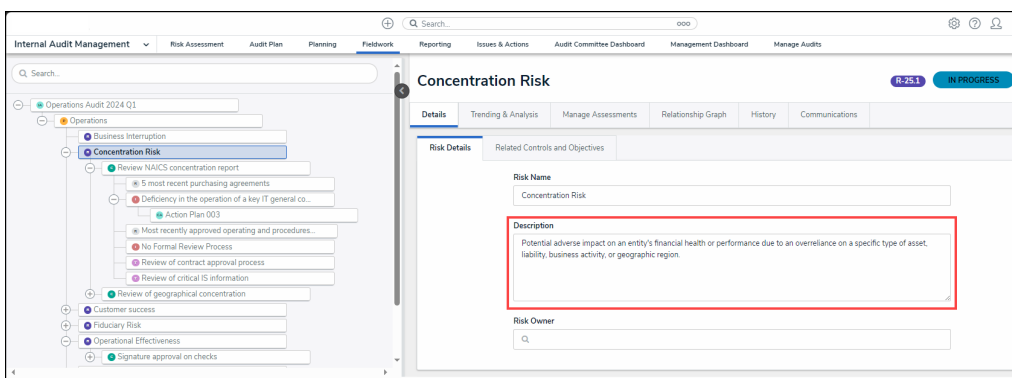 Search...
Internal Audit Management
Risk Assessment
Audit Plan
Planning
Fieldwork
Reporting
Issues & Actions
Audit Committee Dashboard
Management Dashboard
Manage Audits
Search...
Operations Audit 2024 Q1
Operations
Business Interruption
Concentration Risk
Review NAICS concentration report
5 most recent purchasing agreements
Deficiency in the operation of a key IT general co...
Action Plan 003
Most recently approved operating and procedures...
No Formal Review Process
Review of contract approval process
Review of critical IS information
Review of geographical concentration
Customer success
Fiduciary Risk
Operational Effectiveness
Signature approval on checks
Concentration Risk
R-25.1
IN PROGRESS
Details
Trending & Analysis
Manage Assessments
Relationship Graph
History
Communications
Risk Details
Related Controls and Objectives
Risk Name
Concentration Risk
Description
Potential adverse impact on an entity's financial health or performance due to an overreliance on a specific type of asset,
liability, business activity, or geographic region.
Risk Owner